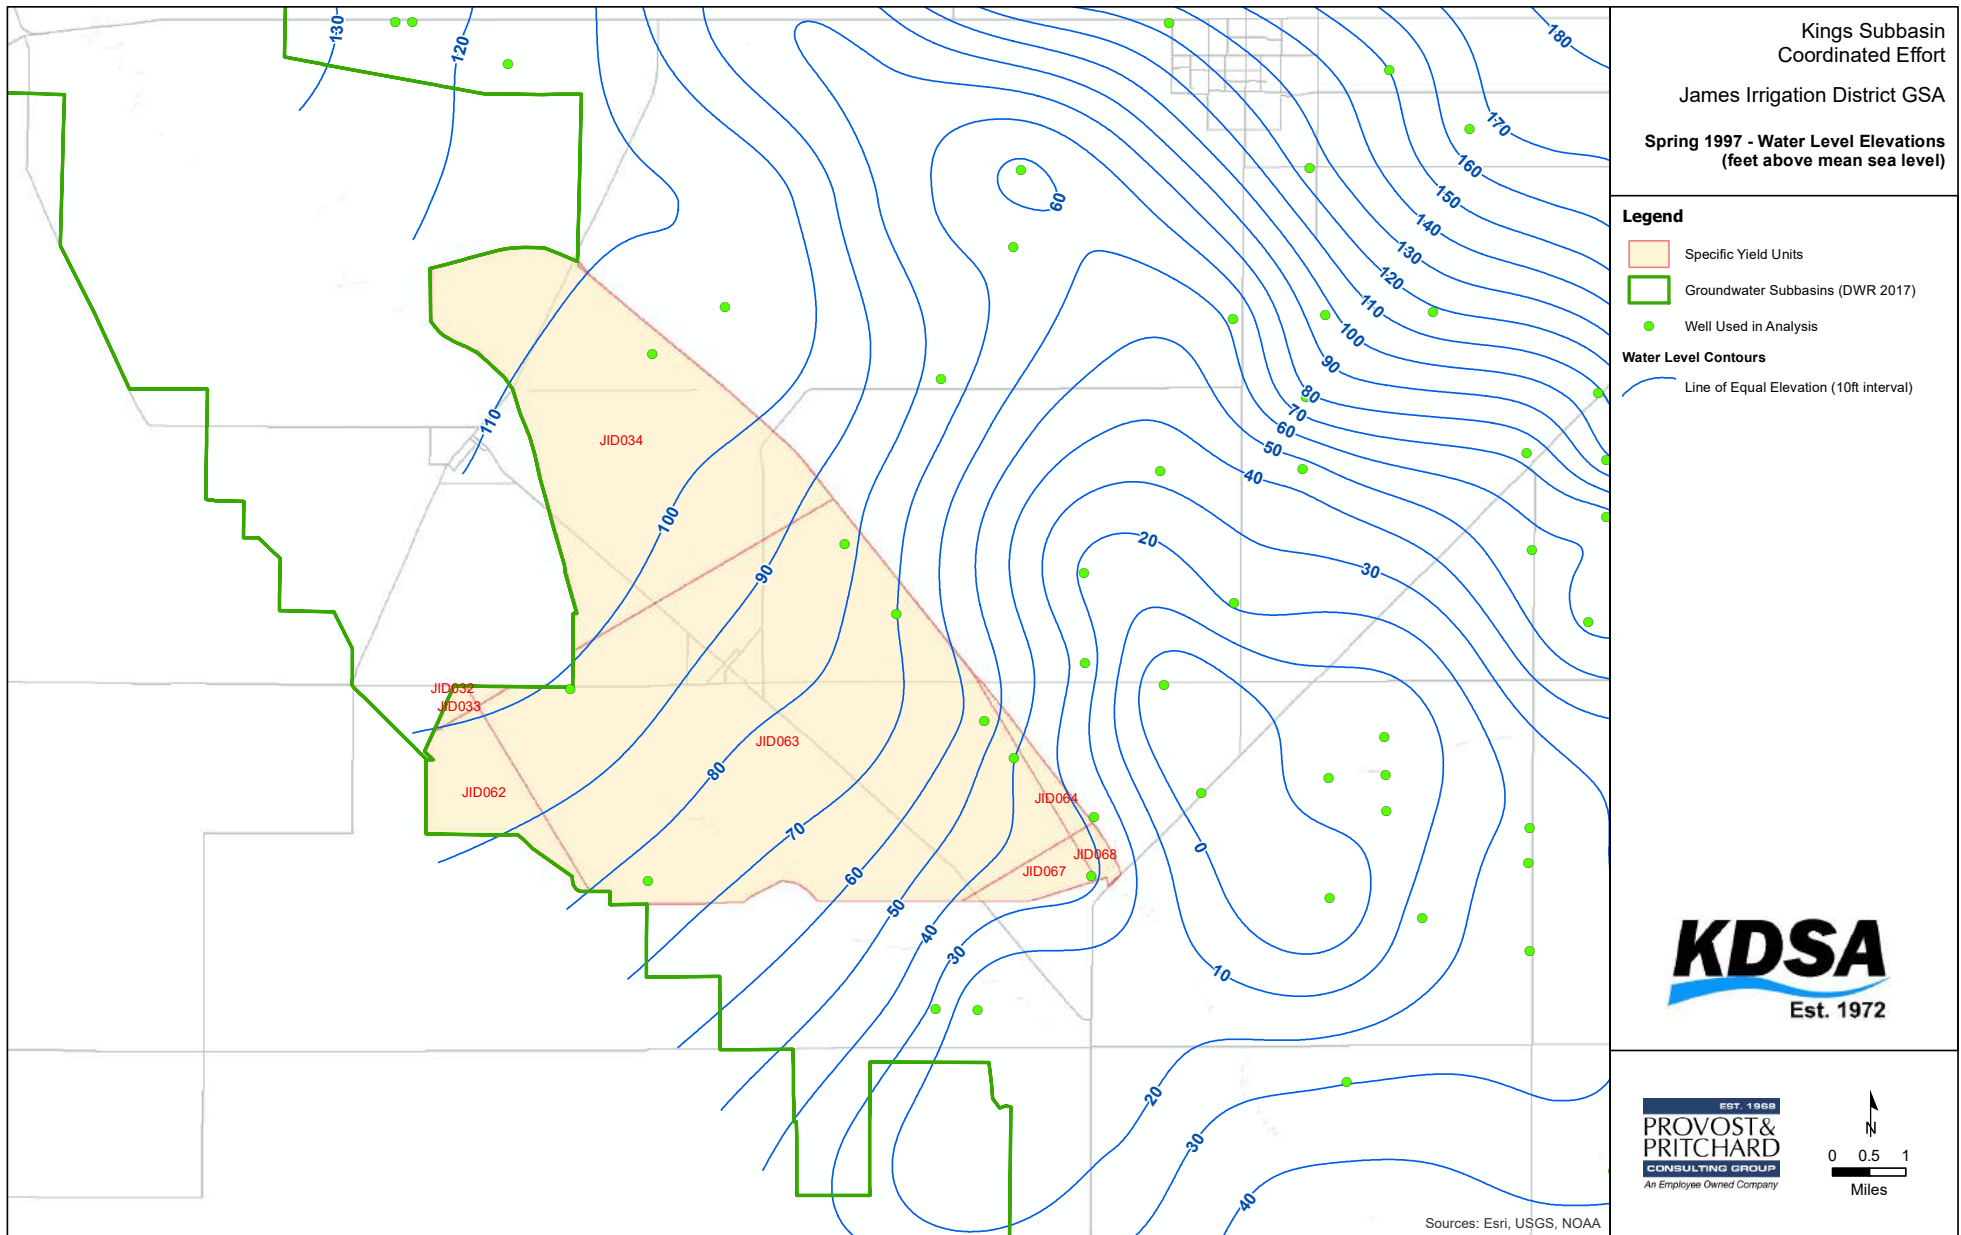 Kings Subbasin
Coordinated Effort
James Irrigation District GSA
Spring 1997 - Water Level Elevations
(feet above mean sea level)
Legend
Specific Yield Units
Groundwater Subbasins (DWR 2017)
Well Used in Analysis
Water Level Contours
Line of Equal Elevation (10ft interval)
130
120
180
170
160
150
140
130
120
110
100
90
80
70
60
50
40
30
20
60
110
100
90
80
70
60
50
40
30
0
10
20
30
40
JID034
JID032
JID033
JID063
JID062
JID064
JID068
JID067
KDSA
Est. 1972
EST. 1968
PROVOST&
PRITCHARD
CONSULTING GROUP
An Employee Owned Company
N
0 0.5 1
Miles
Sources: Esri, USGS, NOAA